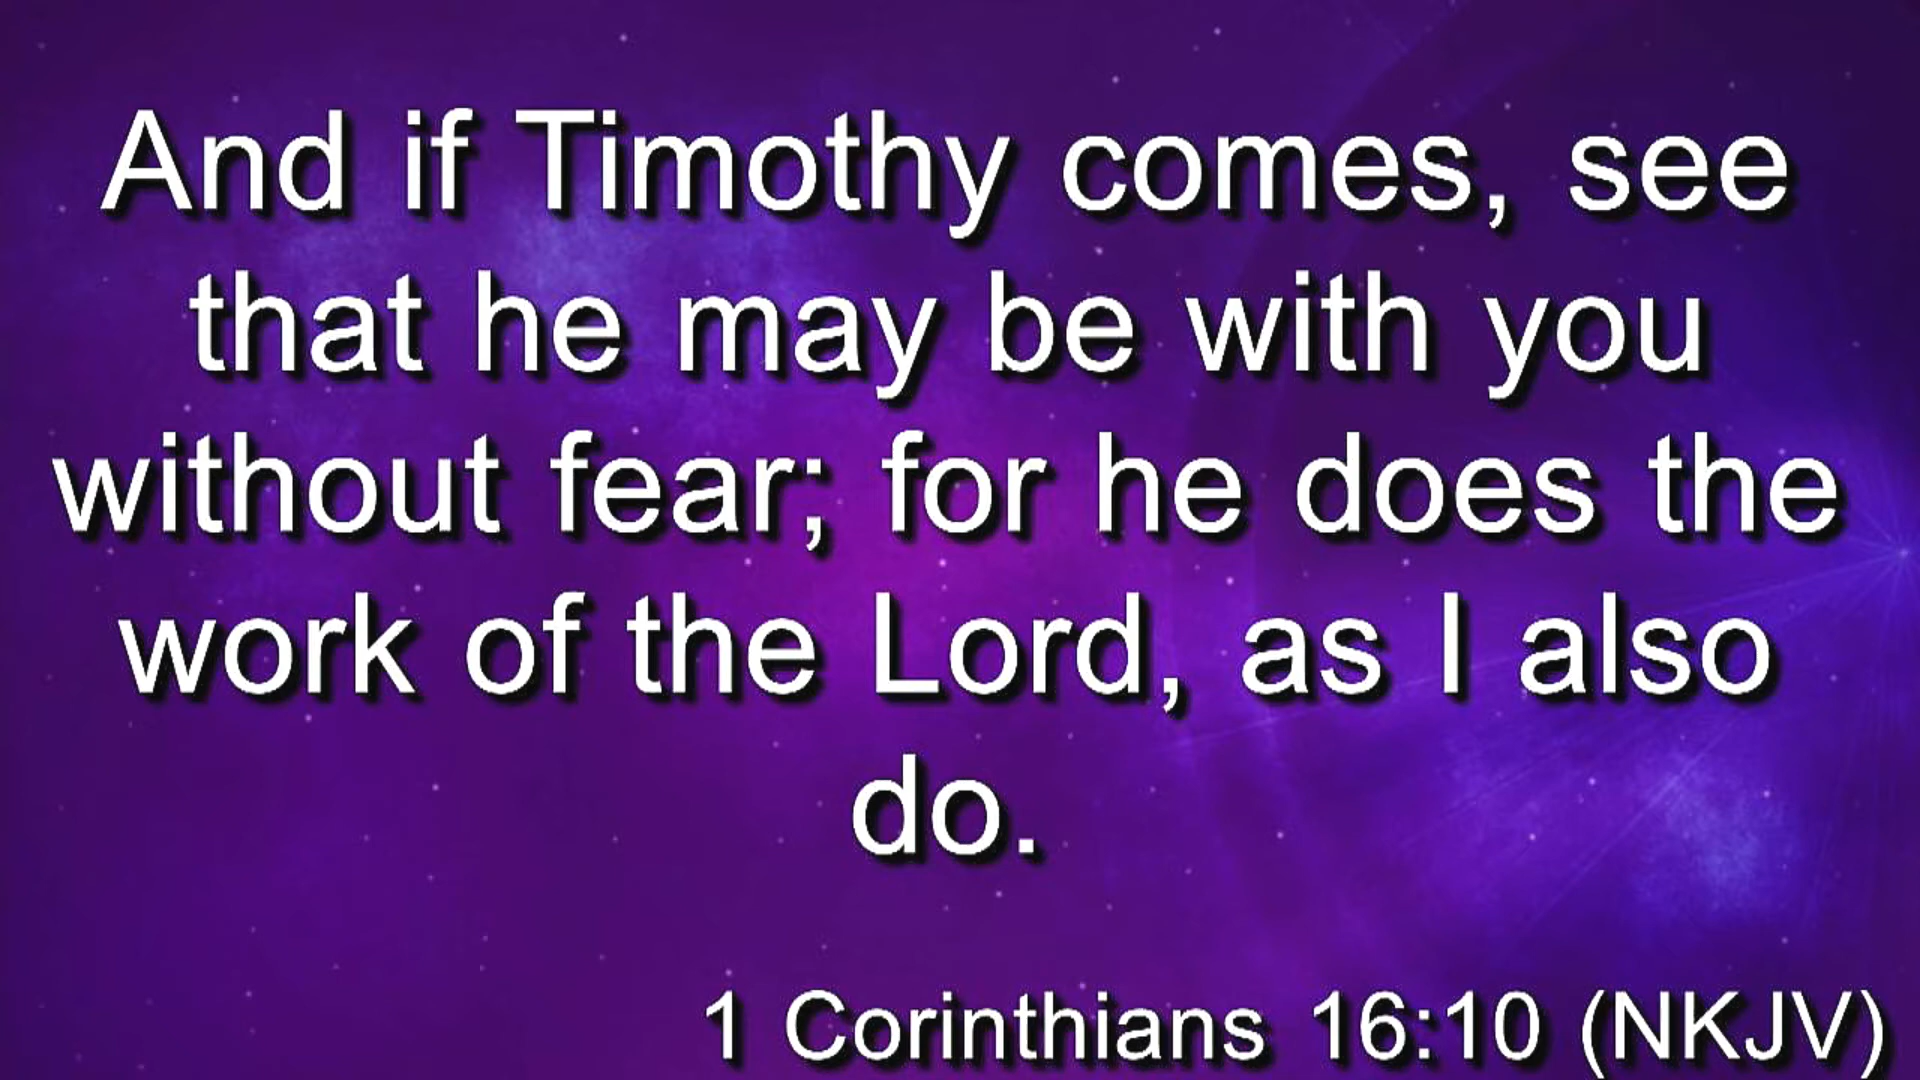 And if Timothy comes, see
that he may be with you
without fear; for he does the
work of the Lord, as I also
do.
1 Corinthians 16:10 (NKJV)